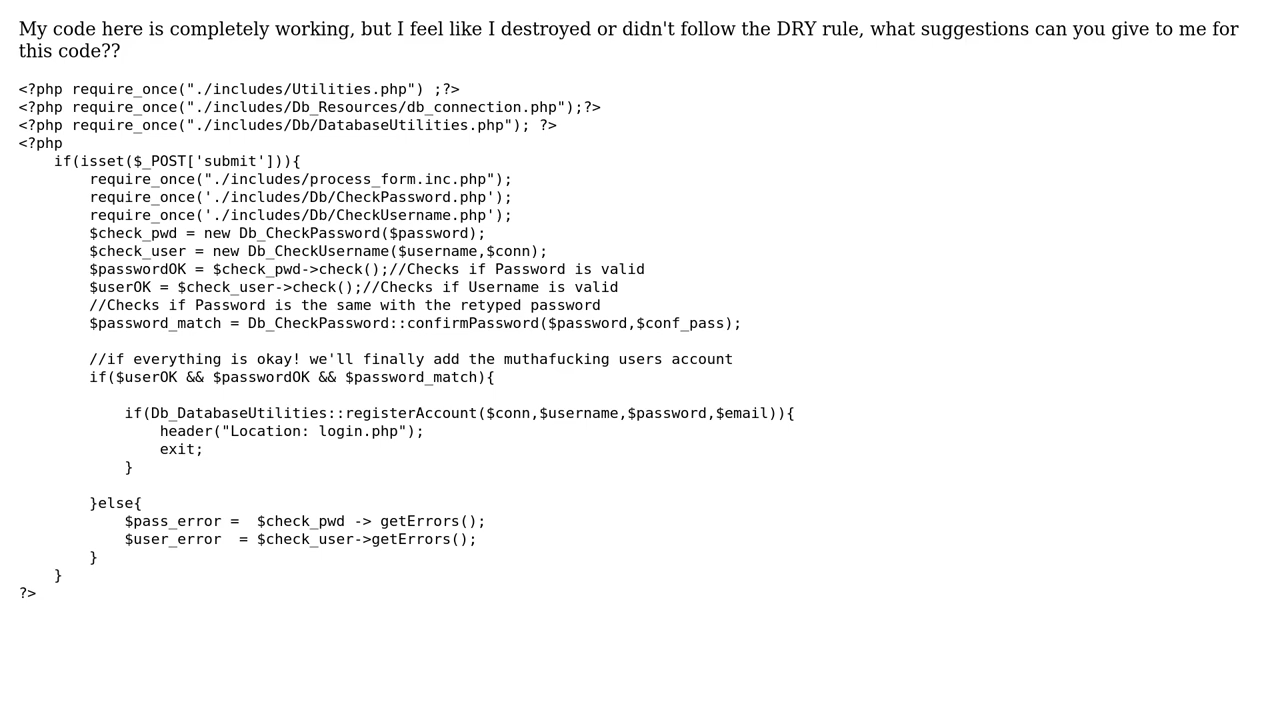 My code here is completely working, but I feel like I destroyed or didn't follow the DRY rule, what suggestions can you give to me for
this code??
<?php require_once("./includes/Utilities.php") ;?>
<?php require_once("./includes/Db_Resources/db_connection.php");?>
<?php require_once("./includes/Db/DatabaseUtilities.php"); ?>
<?php
    if(isset($_POST['submit'])){
        require_once("./includes/process_form.inc.php");
        require_once('./includes/Db/CheckPassword.php');
        require_once('./includes/Db/CheckUsername.php');
        $check_pwd = new Db_CheckPassword($password);
        $check_user = new Db_CheckUsername($username,$conn);
        $passwordOK = $check_pwd->check();//Checks if Password is valid
        $userOK = $check_user->check();//Checks if Username is valid
        //Checks if Password is the same with the retyped password
        $password_match = Db_CheckPassword::confirmPassword($password,$conf_pass);

        //if everything is okay! we'll finally add the muthafucking users account
        if($userOK && $passwordOK && $password_match){

            if(Db_DatabaseUtilities::registerAccount($conn,$username,$password,$email)){
                header("Location: login.php");
                exit;
            }

        }else{
            $pass_error =  $check_pwd -> getErrors();
            $user_error  = $check_user->getErrors();
        }
    }
?>